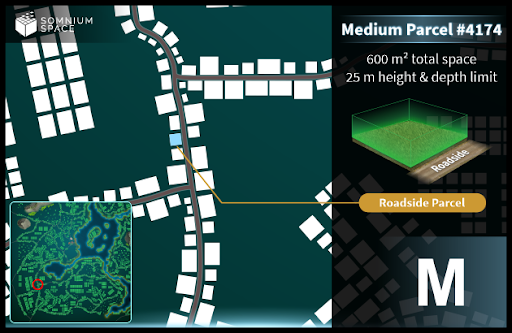 SOMNIUM
SPACE
Medium Parcel #4174
600 m² total space
25 m height & depth limit
Roadside
Roadside Parcel
M